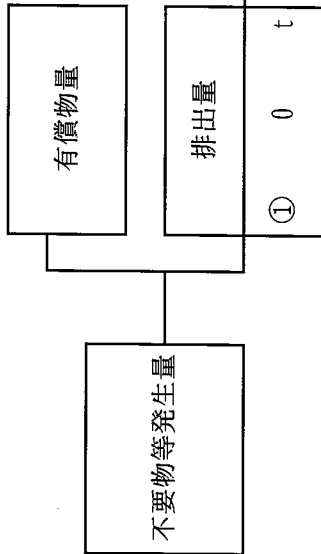 有償物量
不要物等発生量
排出量
① 0 t